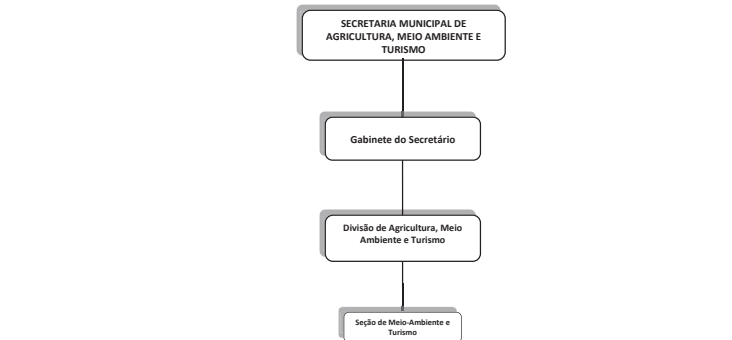 SECRETARIA MUNICIPAL DE
AGRICULTURA, MEIO AMBIENTE E
TURISMO
Gabinete do Secretário
Divisão de Agricultura, Meio
Ambiente e Turismo
Seção de Meio-Ambiente e
Turismo